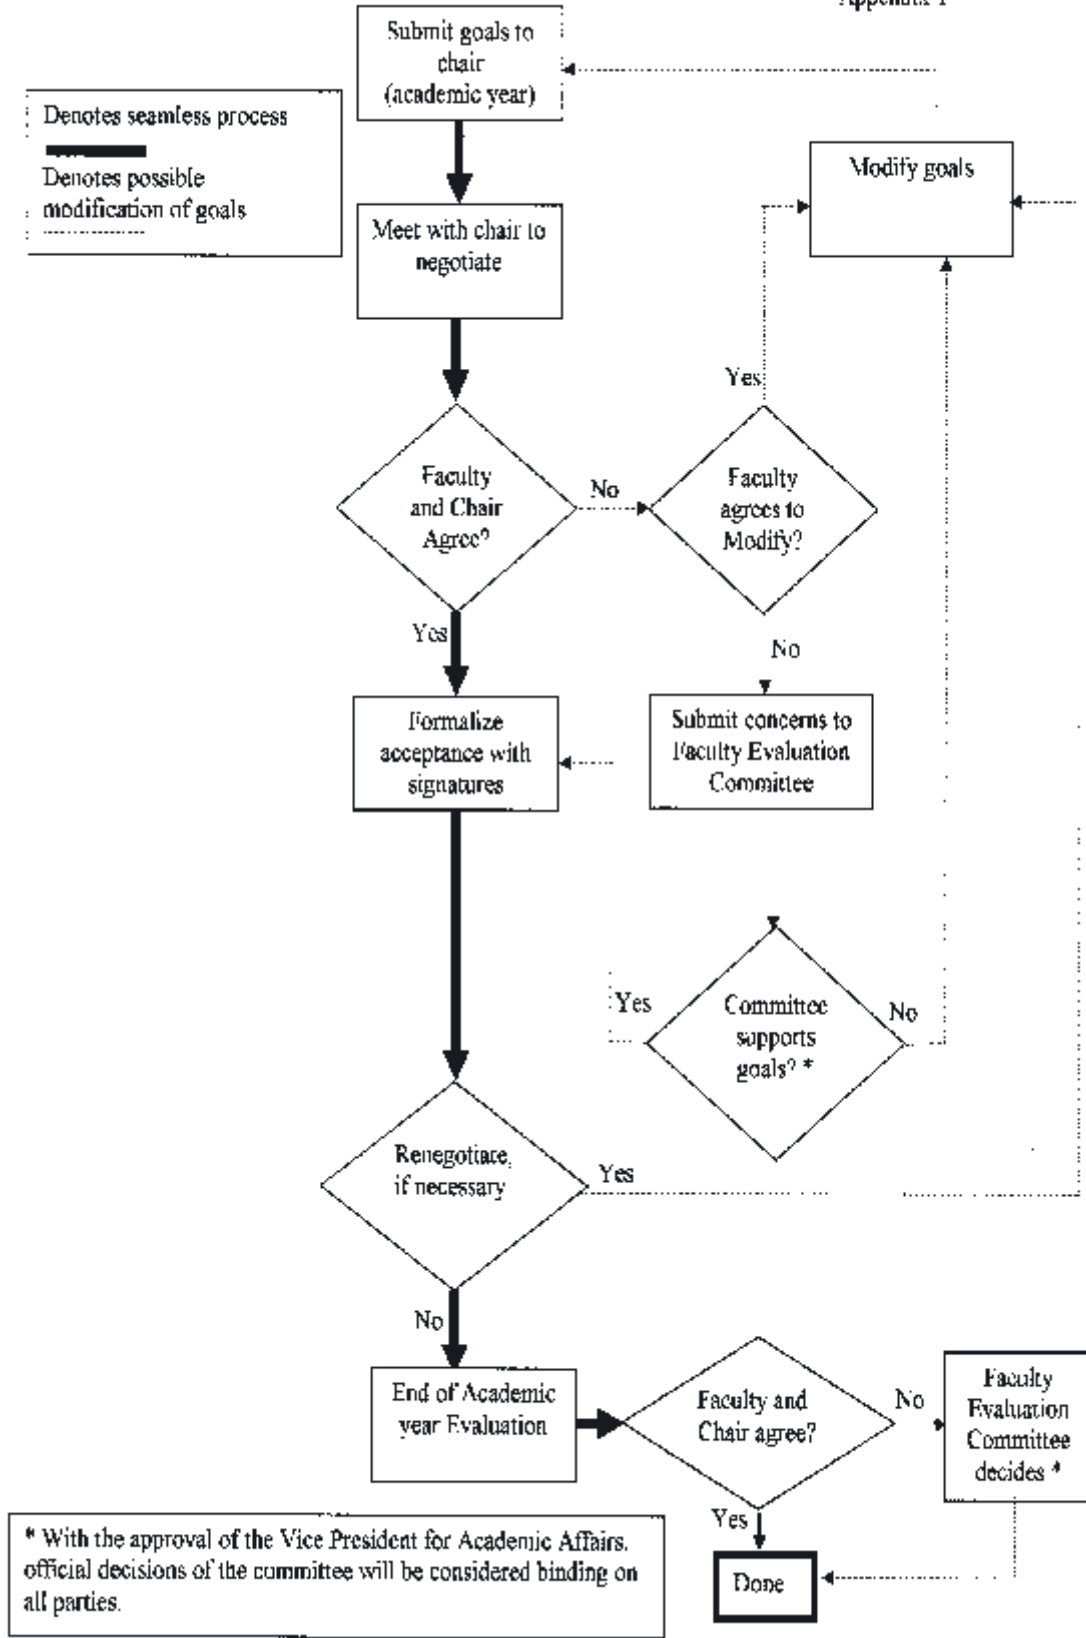 Submit goals to
chair
(academic year)
Denotes seamless process
Denotes possible
modification of goals
Modify goals
Meet with chair to
negotiate
Yes
Faculty
and Chair
Agree?
No
Faculty
agrees to
Modify?
Yes
No
Formalize
acceptance with
signatures
Submit concerns to
Faculty Evaluation
Committee
Yes
Committee
supports
goals? *
No
Renegotiate,
if necessary
Yes
No
End of Academic
year Evaluation
Faculty and
Chair agree?
No
Faculty
Evaluation
Committee
decides *
Yes
Done
* With the approval of the Vice President for Academic Affairs,
official decisions of the committee will be considered binding on
all parties.